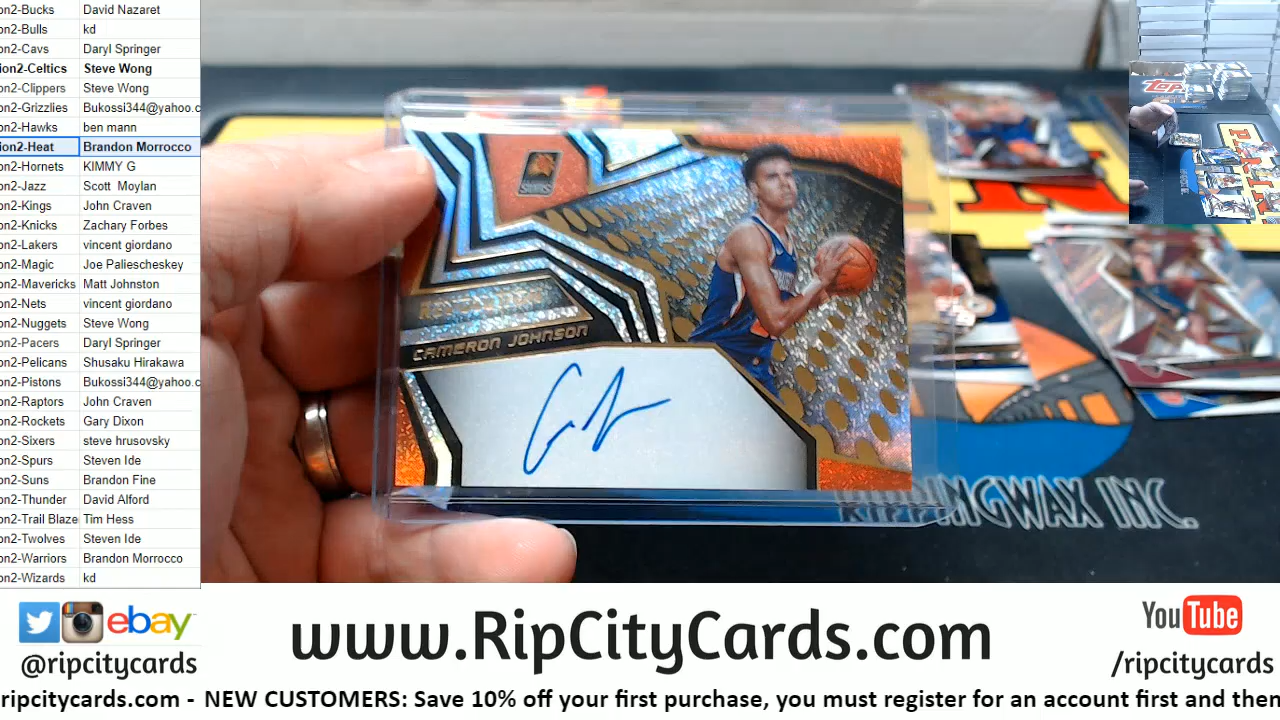 on2-Bucks David Nazaret
on2-Bulls kd
on2-Cavs Daryl Springer
ion2-Celtics Steve Wong
on2-Clippers Steve Wong
on2-Grizzlies Bukossi344@yahoo.c
on2-Hawks ben mann
ion2-Heat Brandon Morrocco
on2-Hornets KIMMY G
on2-Jazz Scott Moylan
on2-Kings John Craven
on2-Knicks Zachary Forbes
on2-Lakers vincent giordano
on2-Magic Joe Paliescheskey
on2-Mavericks Matt Johnston
on2-Nets vincent giordano
on2-Nuggets Steve Wong
on2-Pacers Daryl Springer
on2-Pelicans Shusaku Hirakawa
on2-Pistons Bukossi344@yahoo.c
on2-Raptors John Craven
on2-Rockets Gary Dixon
on2-Sixers steve hrusovsky
on2-Spurs Steven Ide
on2-Suns Brandon Fine
on2-Thunder David Alford
on2-Trail Blaze Tim Hess
on2-Twolves Steven Ide
on2-Warriors Brandon Morrocco
on2-Wizards kd
SUNS
CAMERON JOHNSON
WAX INC.
ebay
@ripcitycards
www.RipCityCards.com
YouTube
/ripcitycards
ripcitycards.com - NEW CUSTOMERS: Save 10% off your first purchase, you must register for an account first and then